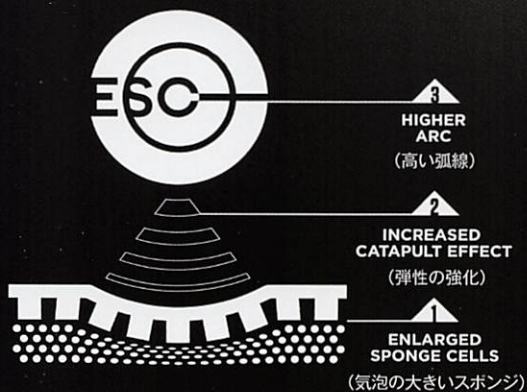 ESC
3
HIGHER
ARC
(高い弧線)
2
INCREASED
CATAPULT EFFECT
(弾性の強化)
1
ENLARGED
SPONGE CELLS
(気泡の大きいスポンジ)